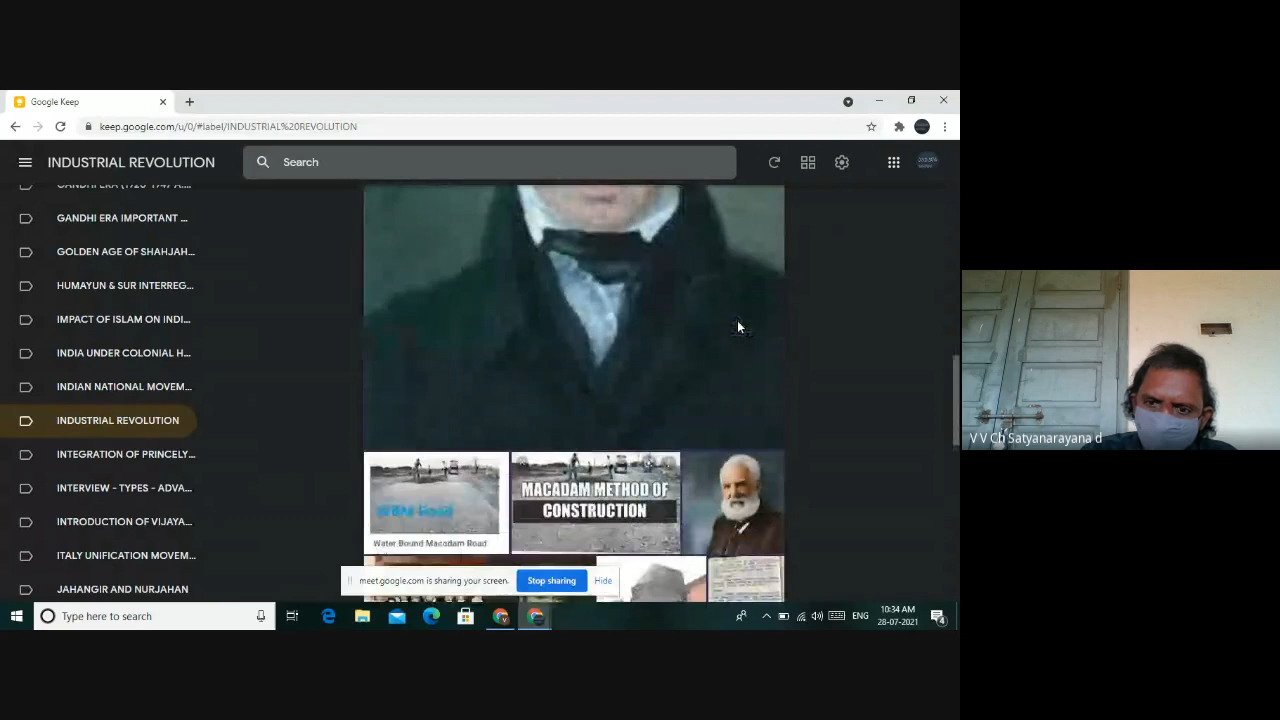 Google Keep
keep.google.com/u/0/#label/INDUSTRIAL%20REVOLUTION
INDUSTRIAL REVOLUTION
Search
GANDHI ERA IMPORTANT ...
GOLDEN AGE OF SHAHJAH...
HUMAYUN & SUR INTERREG...
IMPACT OF ISLAM ON INDI...
INDIA UNDER COLONIAL H...
INDIAN NATIONAL MOVEM...
INDUSTRIAL REVOLUTION
INTEGRATION OF PRINCELY...
INTERVIEW - TYPES - ADVA...
INTRODUCTION OF VIJAYA...
ITALY UNIFICATION MOVEM...
JAHANGIR AND NURJAHAN
WBM Road
Water Bound Macadam Road
MACADAM METHOD OF
CONSTRUCTION
meet.google.com is sharing your screen.
Stop sharing
Hide
V V Ch Satyanarayana d
Type here to search
ENG
10:34 AM
28-07-2021
4